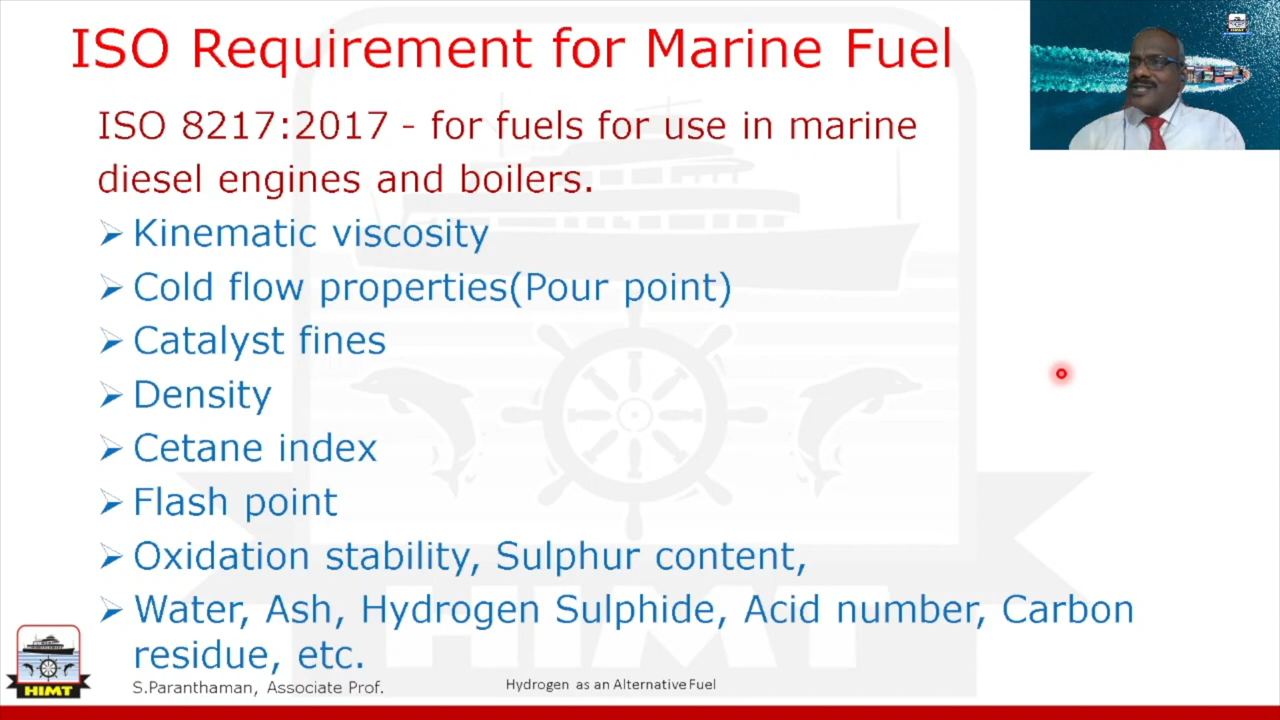 ISO Requirement for Marine Fuel
ISO 8217:2017 - for fuels for use in marine
diesel engines and boilers.
Kinematic viscosity
Cold flow properties(Pour point)
Catalyst fines
Density
Cetane index
Flash point
Oxidation stability, Sulphur content,
Water, Ash, Hydrogen Sulphide, Acid number, Carbon
residue, etc.
S.Paranthaman, Associate Prof.
Hydrogen as an Alternative Fuel
HIMT
HIMT
HIMT